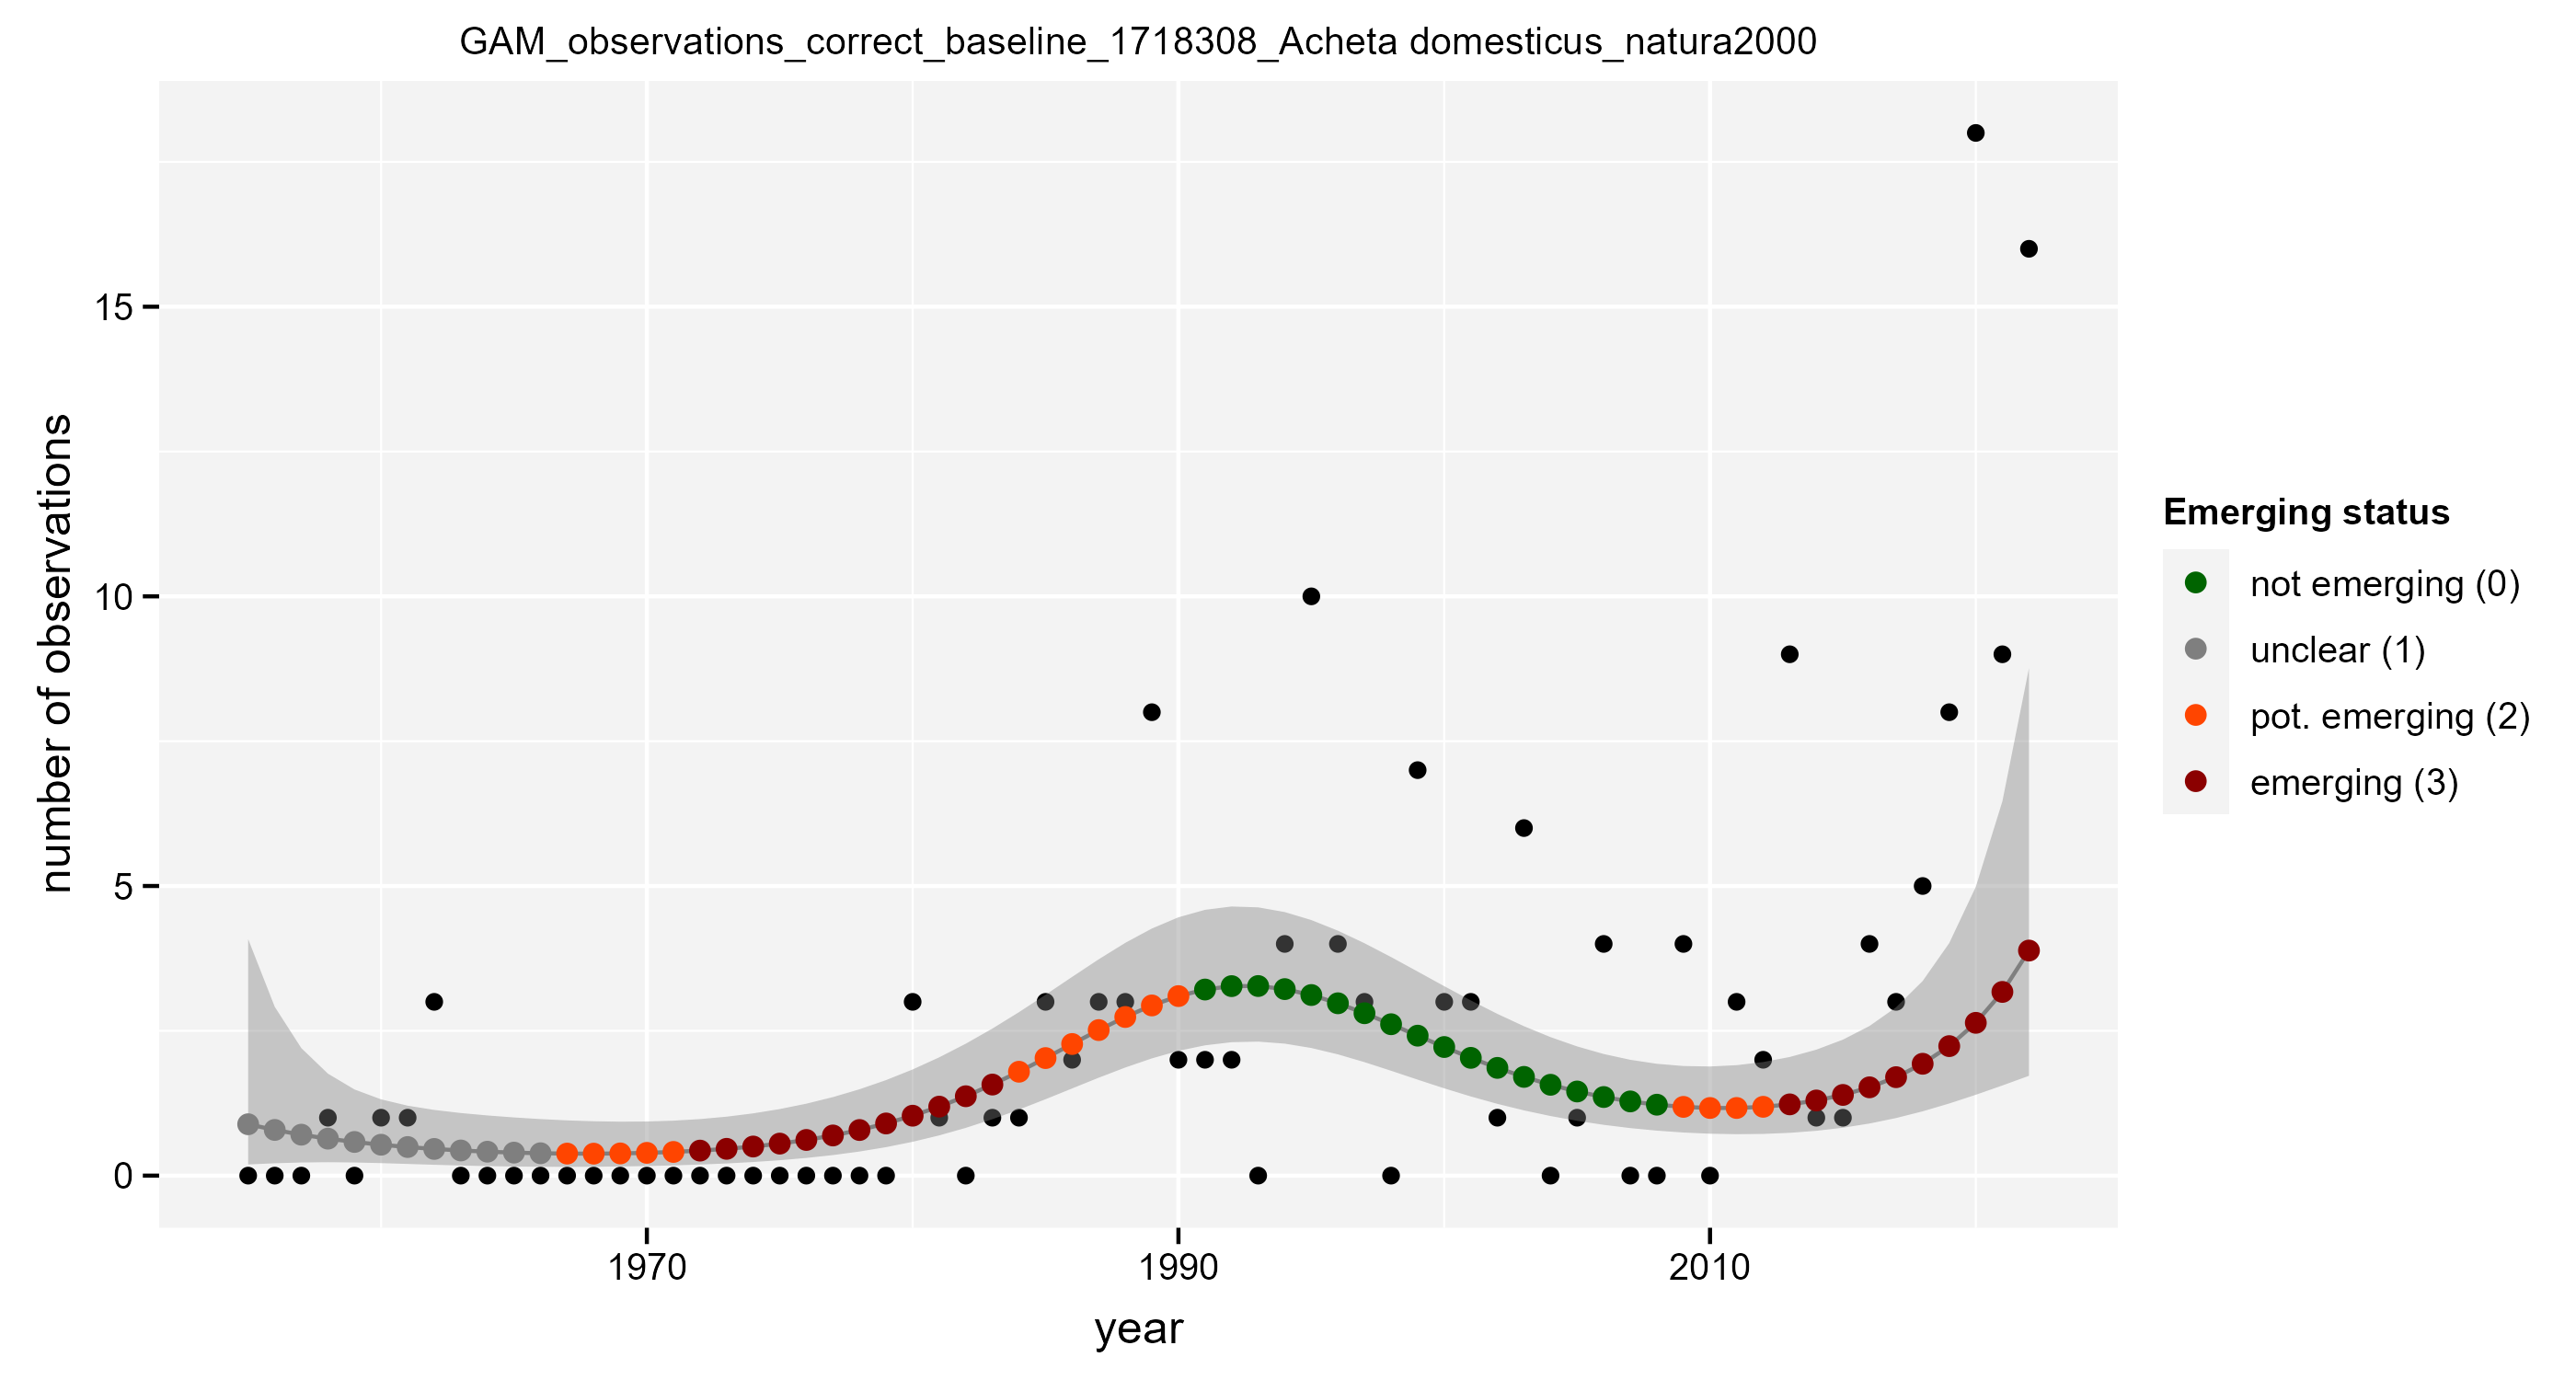 GAM_observations_correct_baseline_1718308_Acheta domesticus_natura2000
number of observations
15
10
5
0
1970
1990
2010
year
Emerging status
not emerging (0)
unclear (1)
pot. emerging (2)
emerging (3)